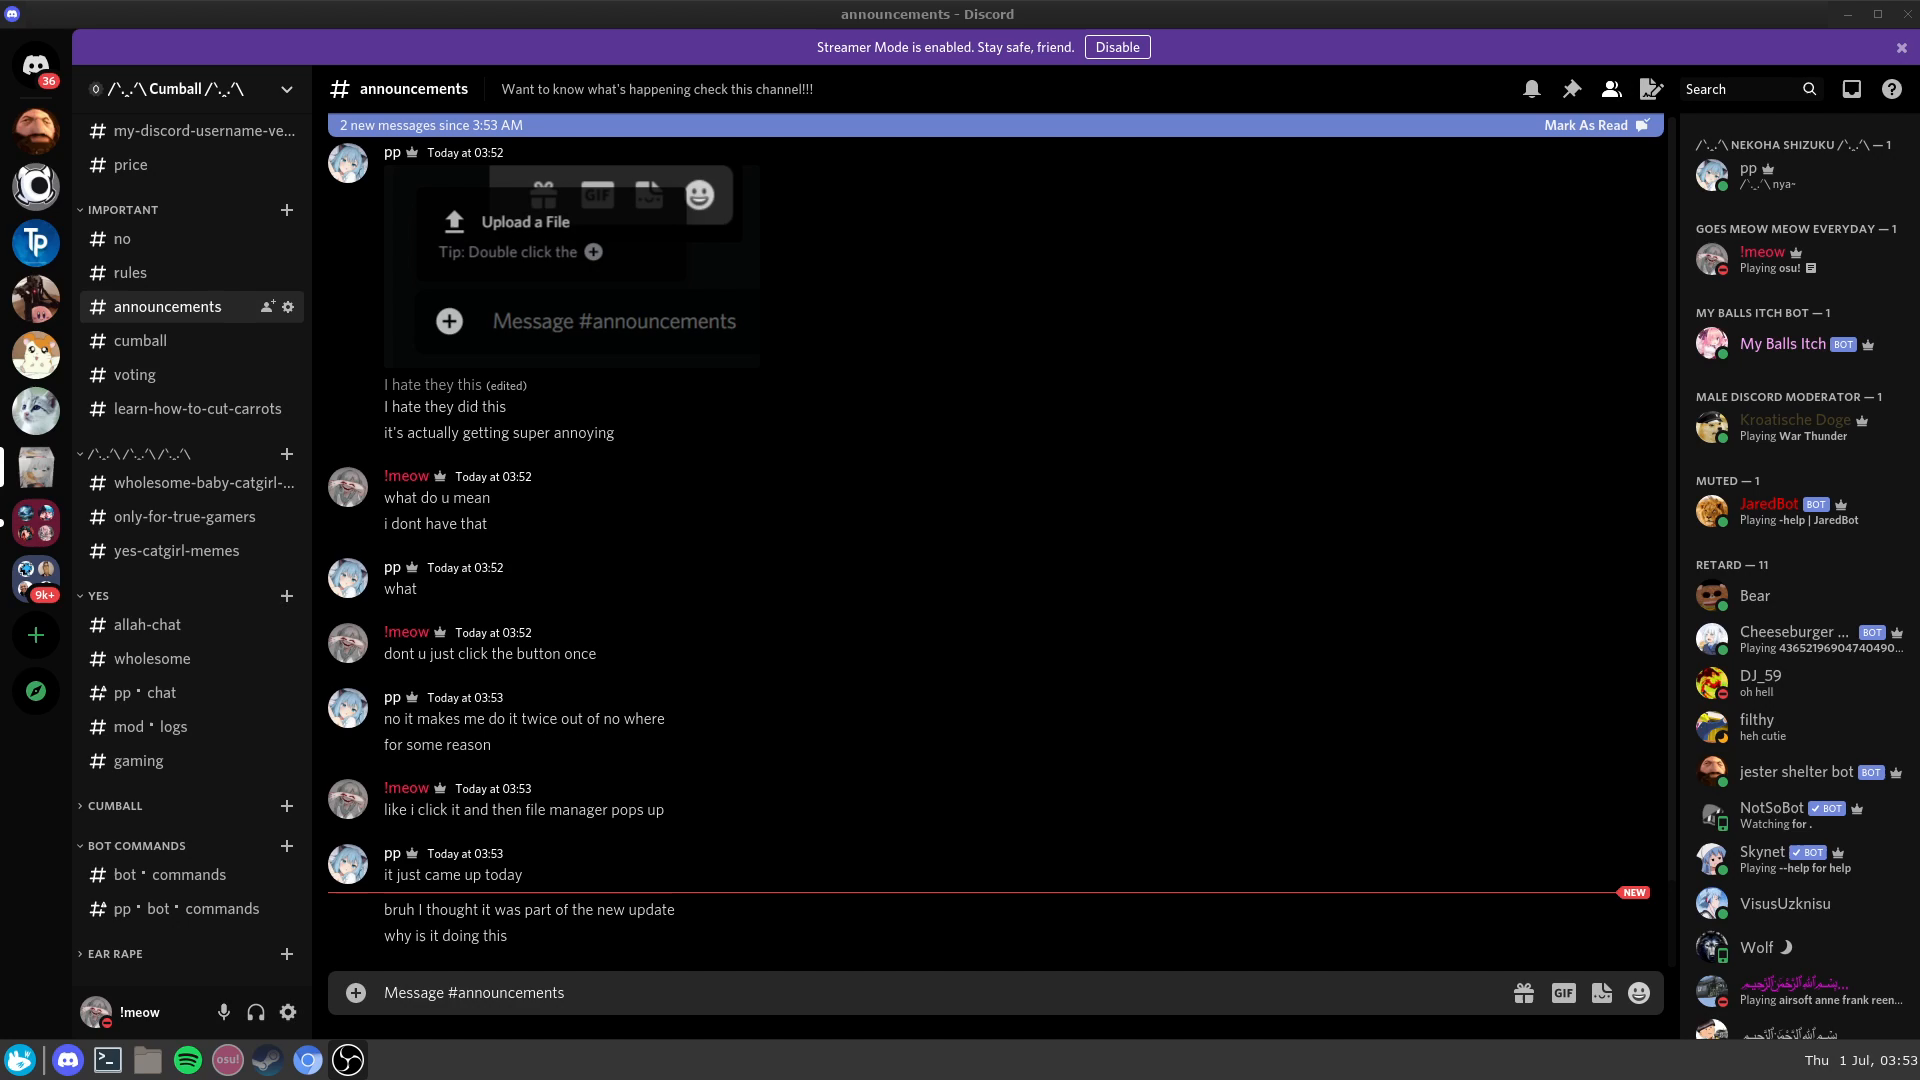 announcements - Discord
Streamer Mode is enabled. Stay safe, friend.
Disable
36
9k+
/'._.'\ Cumball /'._.'\
my-discord-username-ve...
price
IMPORTANT
no
rules
announcements
cumball
voting
learn-how-to-cut-carrots
/'._.'\ /'._.'\ /'._.'\
wholesome-baby-catgirl-...
only-for-true-gamers
yes-catgirl-memes
YES
allah-chat
wholesome
pp・chat
mod・logs
gaming
CUMBALL
BOT COMMANDS
bot・commands
pp・bot・commands
EAR RAPE
!meow
announcements
Want to know what's happening check this channel!!!
Search
2 new messages since 3:53 AM
Mark As Read
pp Today at 03:52
GIF
Upload a File
Tip: Double click the
Message #announcements
I hate they this (edited)
I hate they did this
it's actually getting super annoying
!meow Today at 03:52
what do u mean
i dont have that
pp Today at 03:52
what
!meow Today at 03:52
dont u just click the button once
pp Today at 03:53
no it makes me do it twice out of no where
for some reason
!meow Today at 03:53
like i click it and then file manager pops up
pp Today at 03:53
it just came up today
NEW
bruh I thought it was part of the new update
why is it doing this
Message #announcements
GIF
/'._.'\ NEKOHA SHIZUKU /'._.'\ — 1
pp
/'._.'\ nya~
GOES MEOW MEOW EVERYDAY — 1
!meow
Playing osu!
MY BALLS ITCH BOT — 1
My Balls Itch BOT
MALE DISCORD MODERATOR — 1
Kroatische Doge
Playing War Thunder
MUTED — 1
JaredBot BOT
Playing -help | JaredBot
RETARD — 11
Bear
Cheeseburger ... BOT
Playing 43652196904740490...
DJ_59
oh hell
filthy
heh cutie
jester shelter bot BOT
NotSoBot BOT
Watching for .
Skynet BOT
Playing --help for help
VisusUzknisu
Wolf
بِسْمِ ٱللَّهِ ٱلرَّحْمَـٰنِ ٱلرَّحِيمِ...
Playing airsoft anne frank reen...
بِسْمِ ٱللَّهِ ٱلرَّحْمَـٰنِ ٱلرَّحِيمِ
Tp
osu!
Thu 1 Jul, 03:53